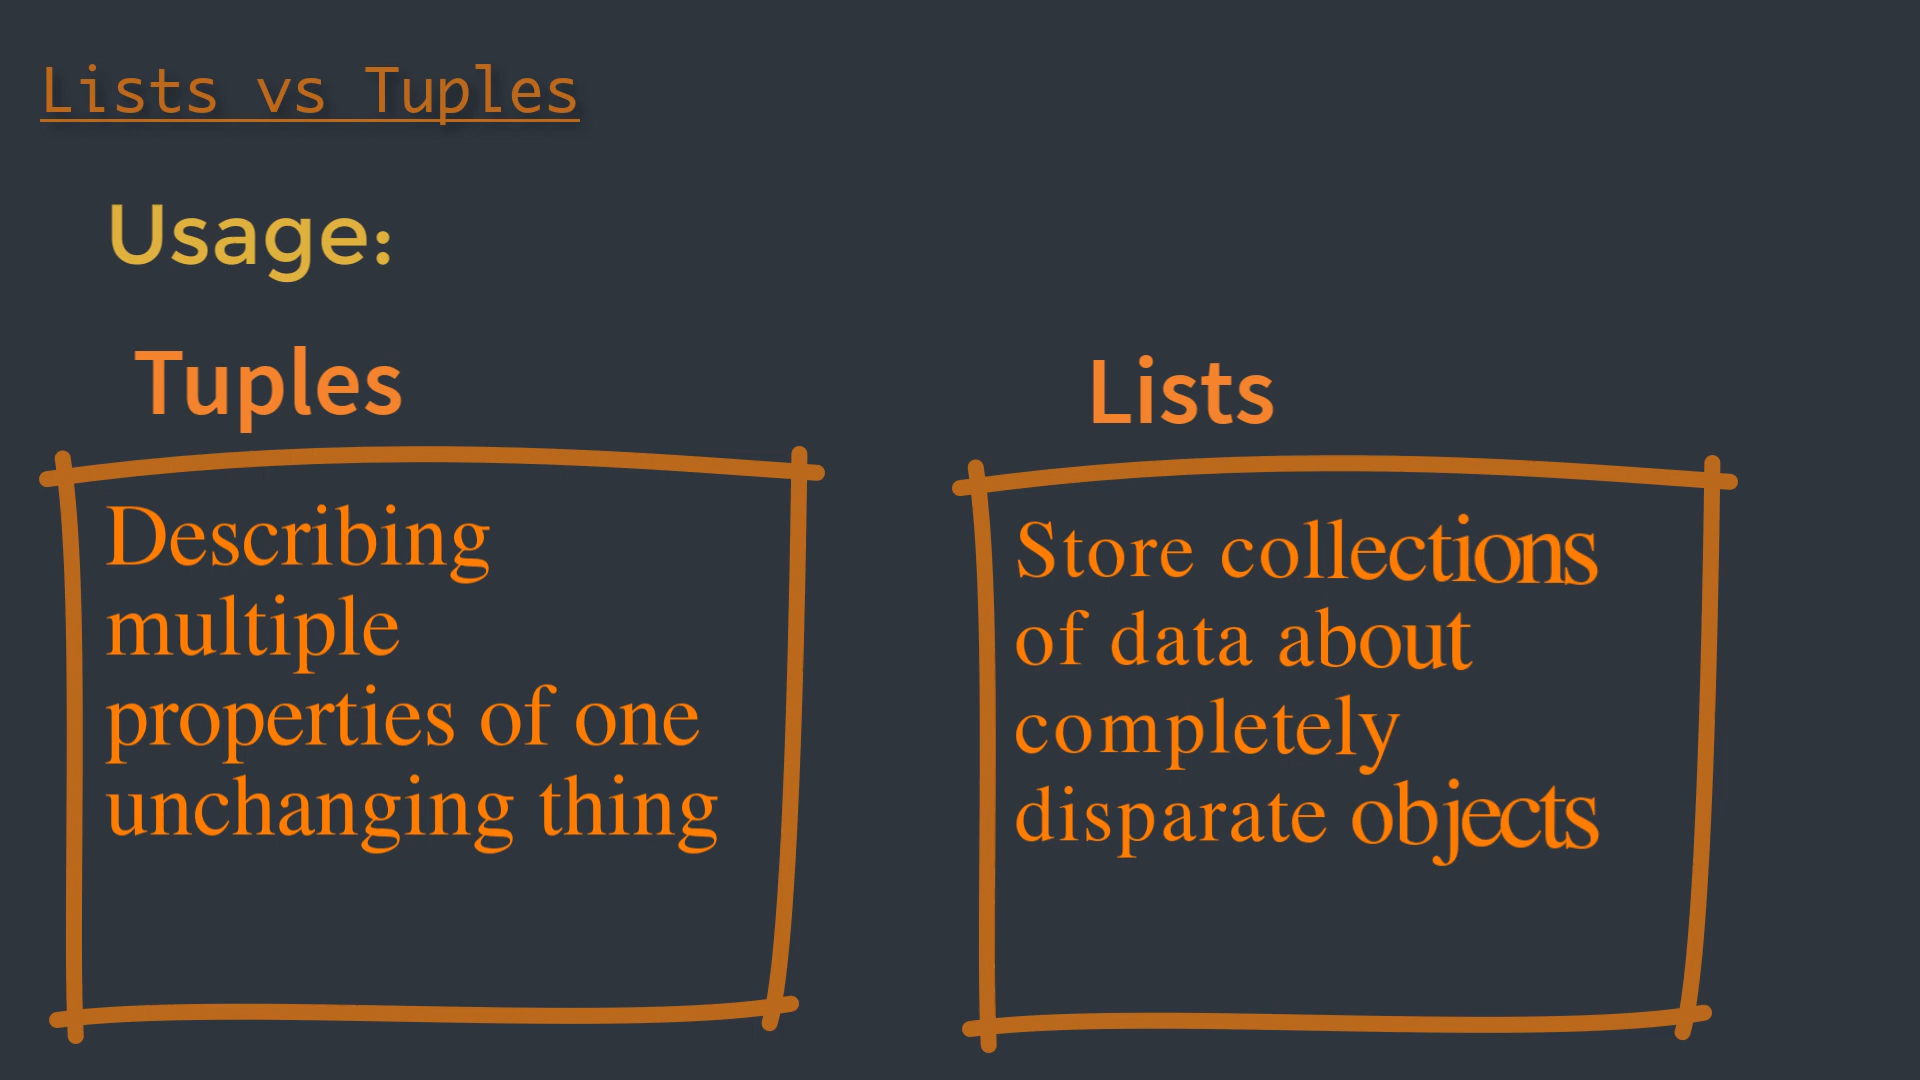 Lists vs Tuples
Usage:
Tuples
Describing
multiple
properties of one
unchanging thing
Lists
Store collections
of data about
completely
disparate objects